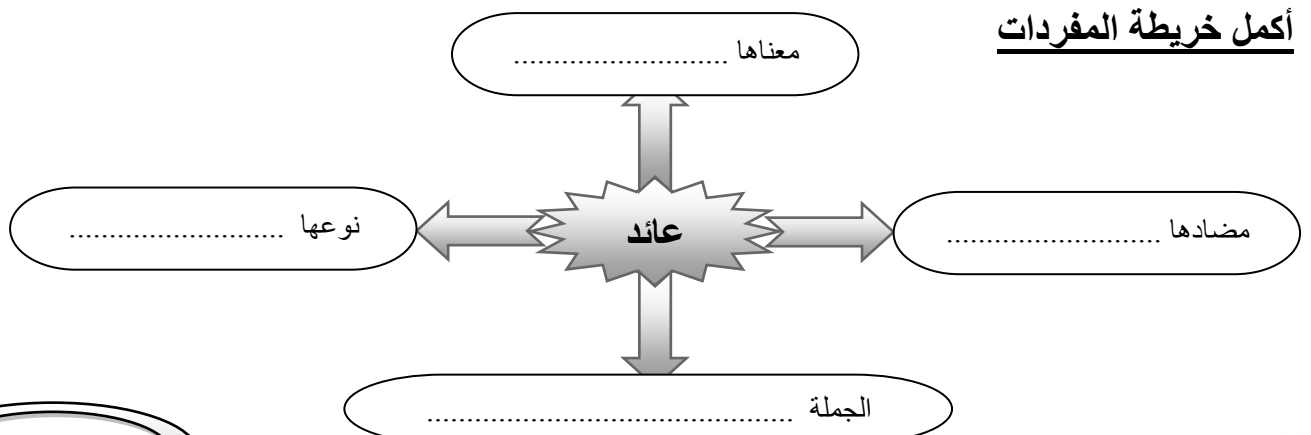 أكمل خريطة المفردات
معناها ...........................
مضادها ...........................
عائد
نوعها ...........................
الجملة ..............................................